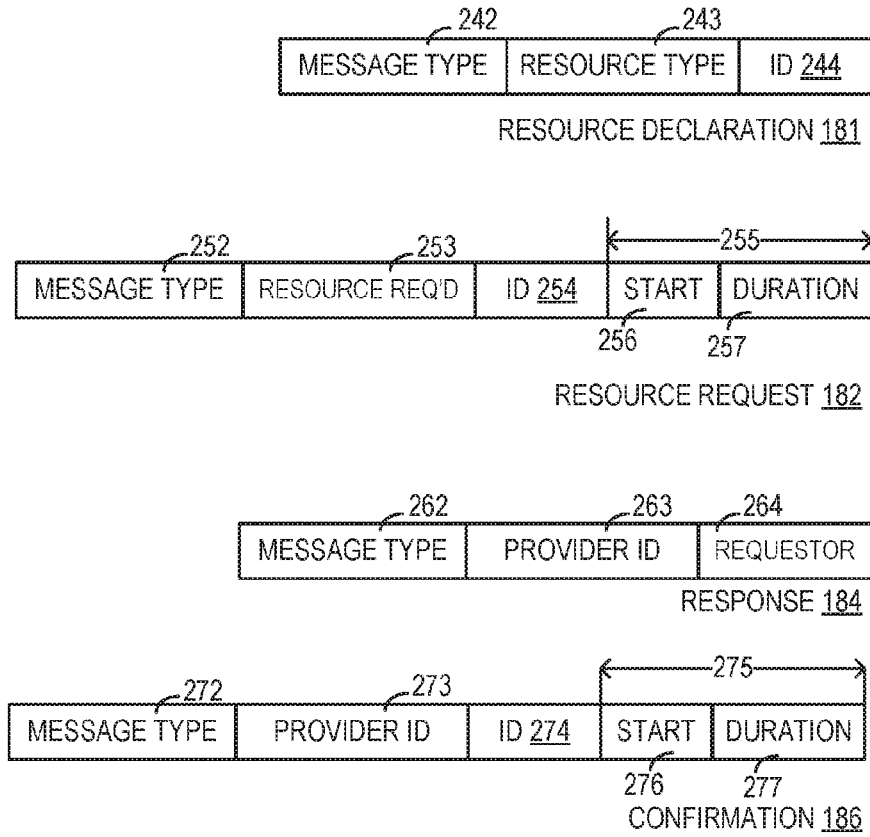 242 243
MESSAGE TYPE RESOURCE TYPE ID 244
RESOURCE DECLARATION 181
252 253 255
MESSAGE TYPE RESOURCE REQ'D ID 254 START DURATION
256 257
RESOURCE REQUEST 182
262 263 264
MESSAGE TYPE PROVIDER ID REQUESTOR
RESPONSE 184
272 273 275
MESSAGE TYPE PROVIDER ID ID 274 START DURATION
276 277
CONFIRMATION 186